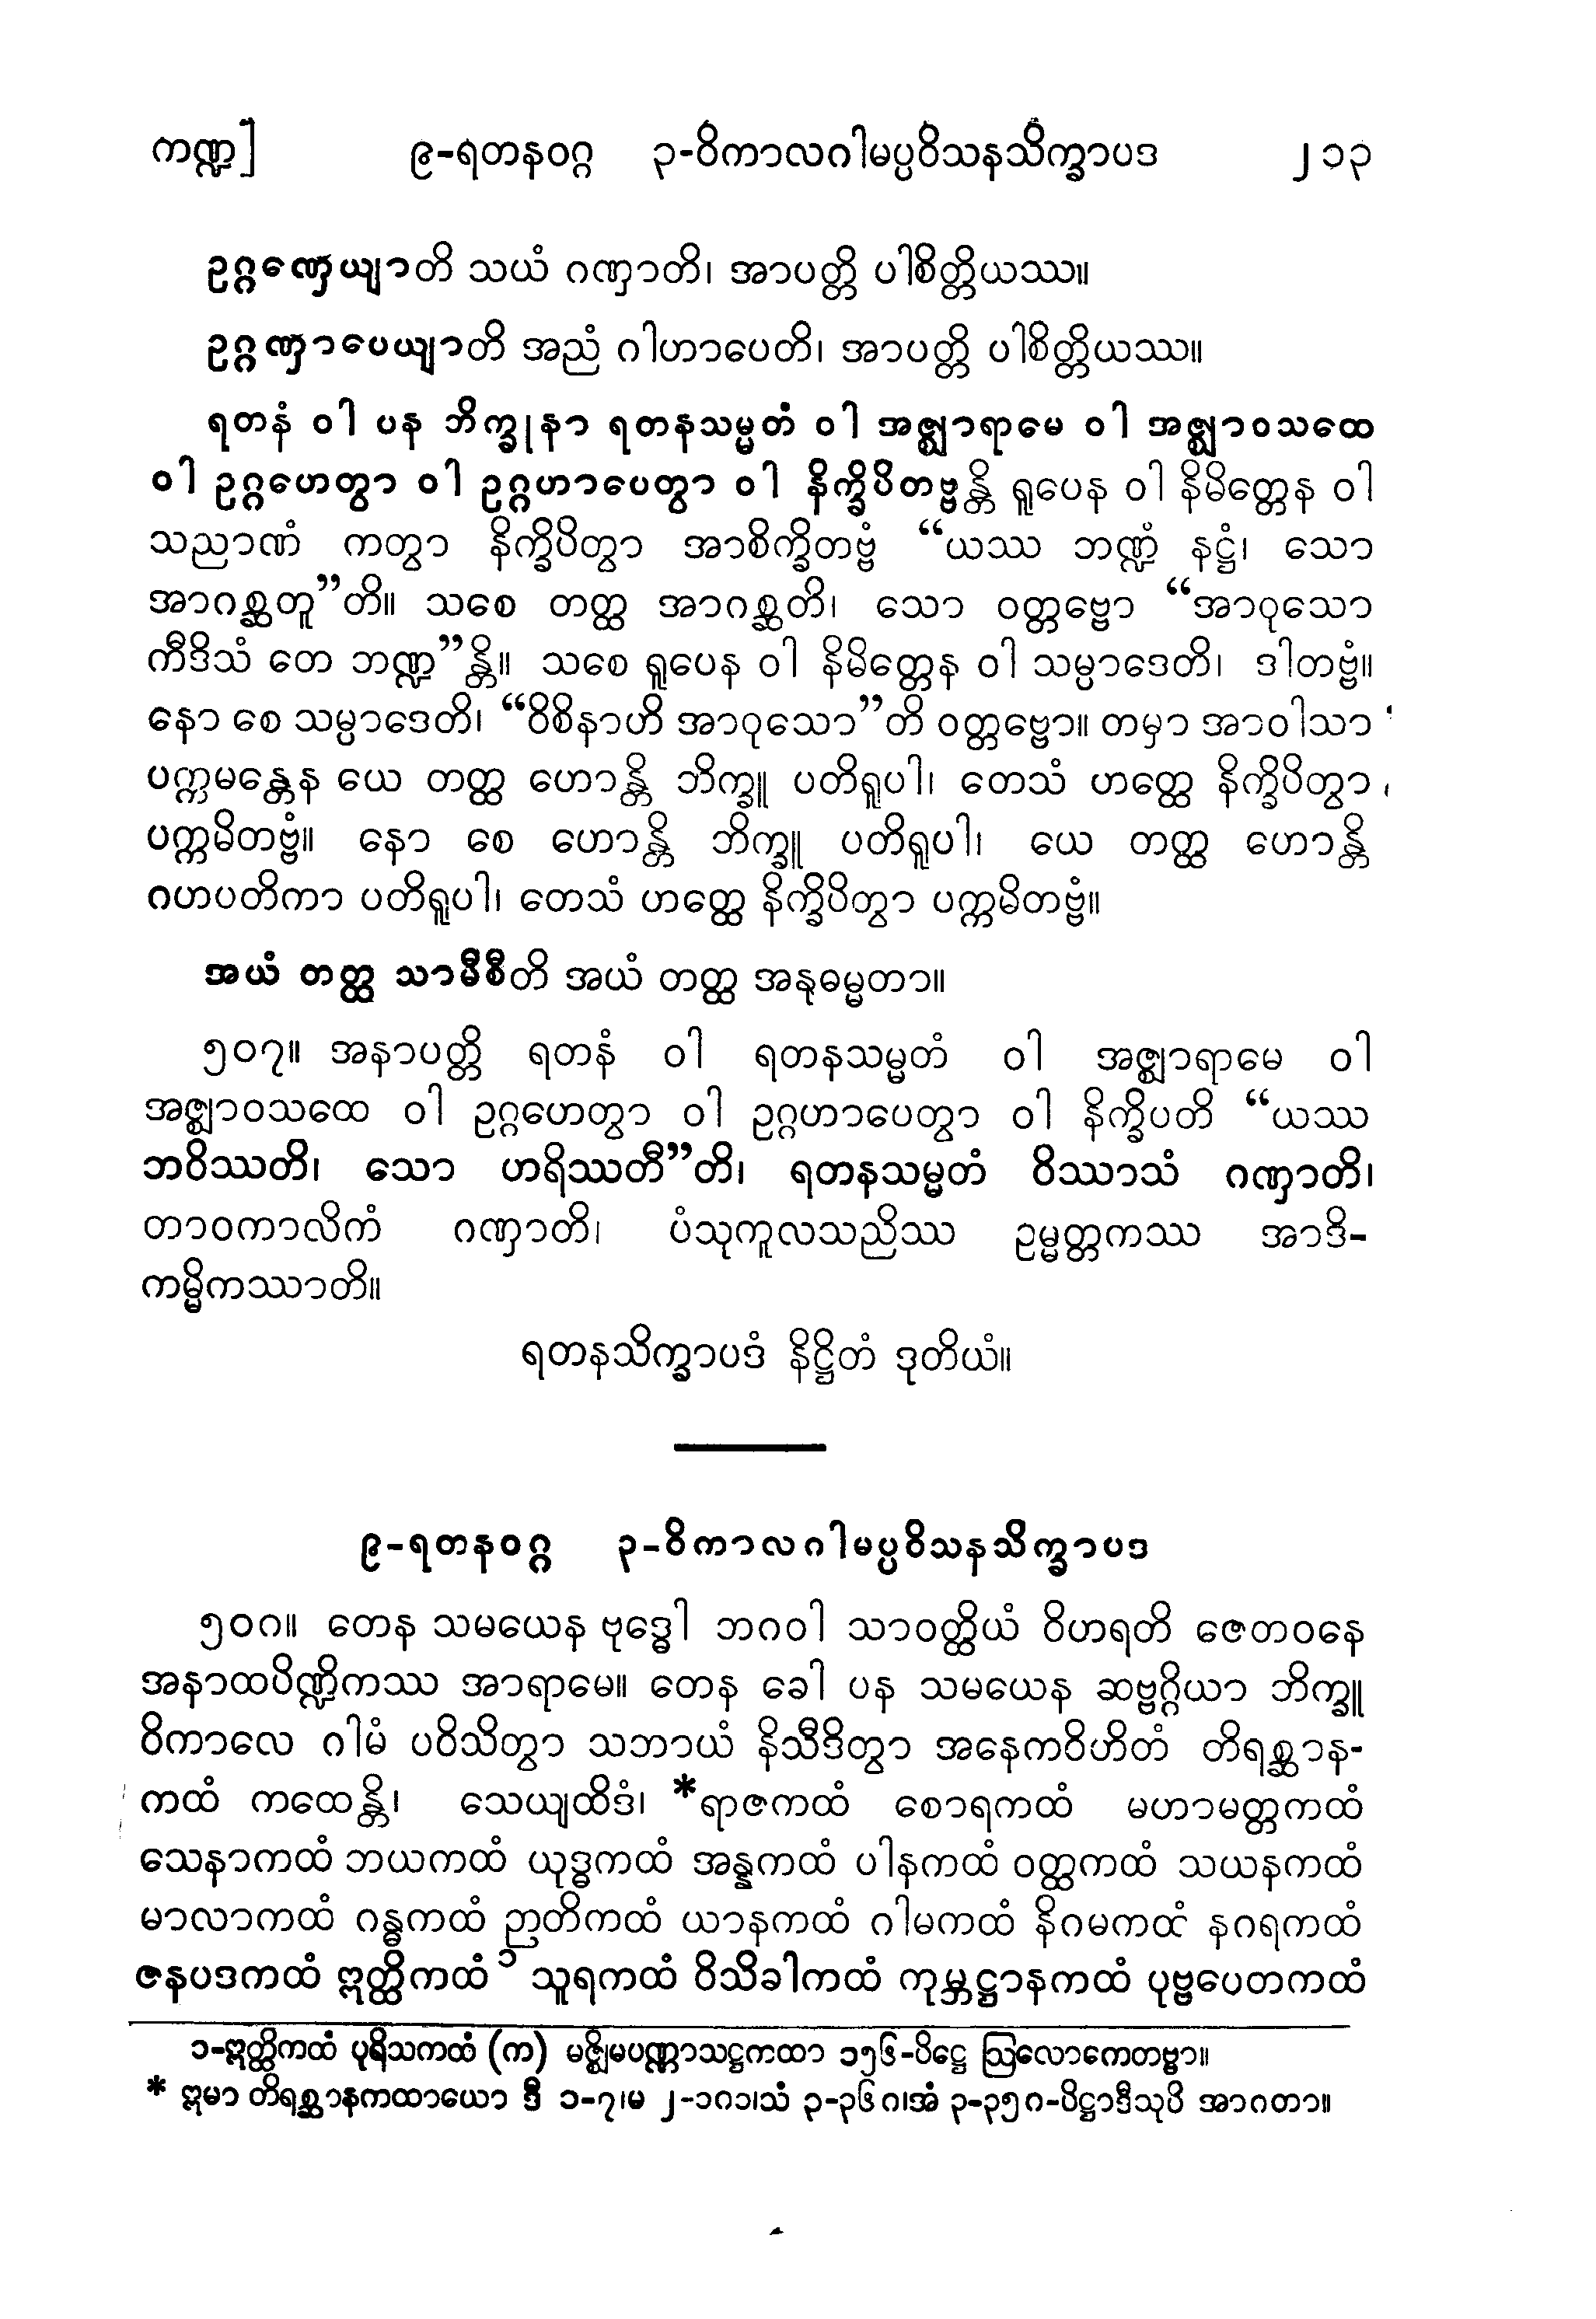 ကဏ္ဍ] ၉-ရတနဝဂ္ဂ ၃-ဝိကာလဂါမပ္ပဝိသနသိက္ခာပဒ ၂၁၃
ဥဂ္ဂဏှေယျာတိ သယံ ဂဏှာတိ၊ အာပတ္တိ ပါစိတ္တိယဿ။
ဥဂ္ဂဏှာပေယျာတိ အညံ ဂါဟာပေတိ၊ အာပတ္တိ ပါစိတ္တိယဿ။
ရတနံ ဝါ ပန ဘိက္ခုနာ ရတနသမ္မတံ ဝါ အဇ္ဈာရာမေ ဝါ အဇ္ဈာဝသထေ
ဝါ ဥဂ္ဂဟေတွာ ဝါ ဥဂ္ဂဟာပေတွာ ဝါ နိက္ခိပိတဗ္ဗန္တိ ရူပေန ဝါ နိမိတ္တေန ဝါ
သညာဏံ ကတွာ နိက္ခိပိတွာ အာစိက္ခိတဗ္ဗံ “ယဿ ဘဏ္ဍံ နဋ္ဌံ၊ သော
အာဂစ္ဆတူ”တိ။ သစေ တတ္ထ အာဂစ္ဆတိ၊ သော ဝတ္တဗ္ဗော “အာဝုသော
ကီဒိသံ တေ ဘဏ္ဍ”န္တိ။ သစေ ရူပေန ဝါ နိမိတ္တေန ဝါ သမ္ပာဒေတိ၊ ဒါတဗ္ဗံ။
နော စေ သမ္ပာဒေတိ၊ “ဝိစိနာဟိ အာဝုသော”တိ ဝတ္တဗ္ဗော။ တမှာ အာဝါသာ
ပက္ကမန္တေန ယေ တတ္ထ ဟောန္တိ ဘိက္ခူ ပတိရူပါ၊ တေသံ ဟတ္ထေ နိက္ခိပိတွာ
ပက္ကမိတဗ္ဗံ။ နော စေ ဟောန္တိ ဘိက္ခူ ပတိရူပါ၊ ယေ တတ္ထ ဟောန္တိ
ဂဟပတိကာ ပတိရူပါ၊ တေသံ ဟတ္ထေ နိက္ခိပိတွာ ပက္ကမိတဗ္ဗံ။
အယံ တတ္ထ သာမီစီတိ အယံ တတ္ထ အနုဓမ္မတာ။
၅၀၇။ အနာပတ္တိ ရတနံ ဝါ ရတနသမ္မတံ ဝါ အဇ္ဈာရာမေ ဝါ
အဇ္ဈာဝသထေ ဝါ ဥဂ္ဂဟေတွာ ဝါ ဥဂ္ဂဟာပေတွာ ဝါ နိက္ခိပတိ “ယဿ
ဘဝိဿတိ၊ သော ဟရိဿတီ”တိ၊ ရတနသမ္မတံ ဝိဿာသံ ဂဏှာတိ၊
တာဝကာလိကံ ဂဏှာတိ၊ ပံသုကူလသညိဿ ဥမ္မတ္တကဿ အာဒိ-
ကမ္မိကဿာတိ။
ရတနသိက္ခာပဒံ နိဋ္ဌိတံ ဒုတိယံ။
၉-ရတနဝဂ္ဂ ၃-ဝိကာလဂါမပ္ပဝိသနသိက္ခာပဒ
၅၀၈။ တေန သမယေန ဗုဒ္ဓေါ ဘဂဝါ သာဝတ္ထိယံ ဝိဟရတိ ဇေတဝနေ
အနာထပိဏ္ဍိကဿ အာရာမေ။ တေန ခေါ ပန သမယေန ဆဗ္ဗဂ္ဂိယာ ဘိက္ခူ
ဝိကာလေ ဂါမံ ပဝိသိတွာ သဘာယံ နိသီဒိတွာ အနေကဝိဟိတံ တိရစ္ဆာန-
ကထံ ကထေန္တိ၊ သေယျထိဒံ၊ *ရာဇကထံ စောရကထံ မဟာမတ္တကထံ
သေနာကထံ ဘယကထံ ယုဒ္ဓကထံ အန္နကထံ ပါနကထံ ဝတ္ထကထံ သယနကထံ
မာလာကထံ ဂန္ဓကထံ ဉာတိကထံ ယာနကထံ ဂါမကထံ နိဂမကထံ နဂရကထံ
ဇနပဒကထံ ဣတ္ထိကထံ ၁ သူရကထံ ဝိသိခါကထံ ကုမ္ဘဋ္ဌာနကထံ ပုဗ္ဗပေတကထံ
၁-ဣတ္ထိကထံ ပုရိသကထံ (က) မဇ္ဈိမပဏ္ဏာသဋ္ဌကထာ ၁၅၆-ပိဋ္ဌေ ဩလောကေတဗ္ဗာ။
* ဣမာ တိရစ္ဆာနကထာယော ဒီ ၁-၇၊မ ၂-၁၈၁၊သံ ၃-၃၆၈၊အံ ၃-၃၅၈-ပိဋ္ဌာဒီသုပိ အာဂတာ။